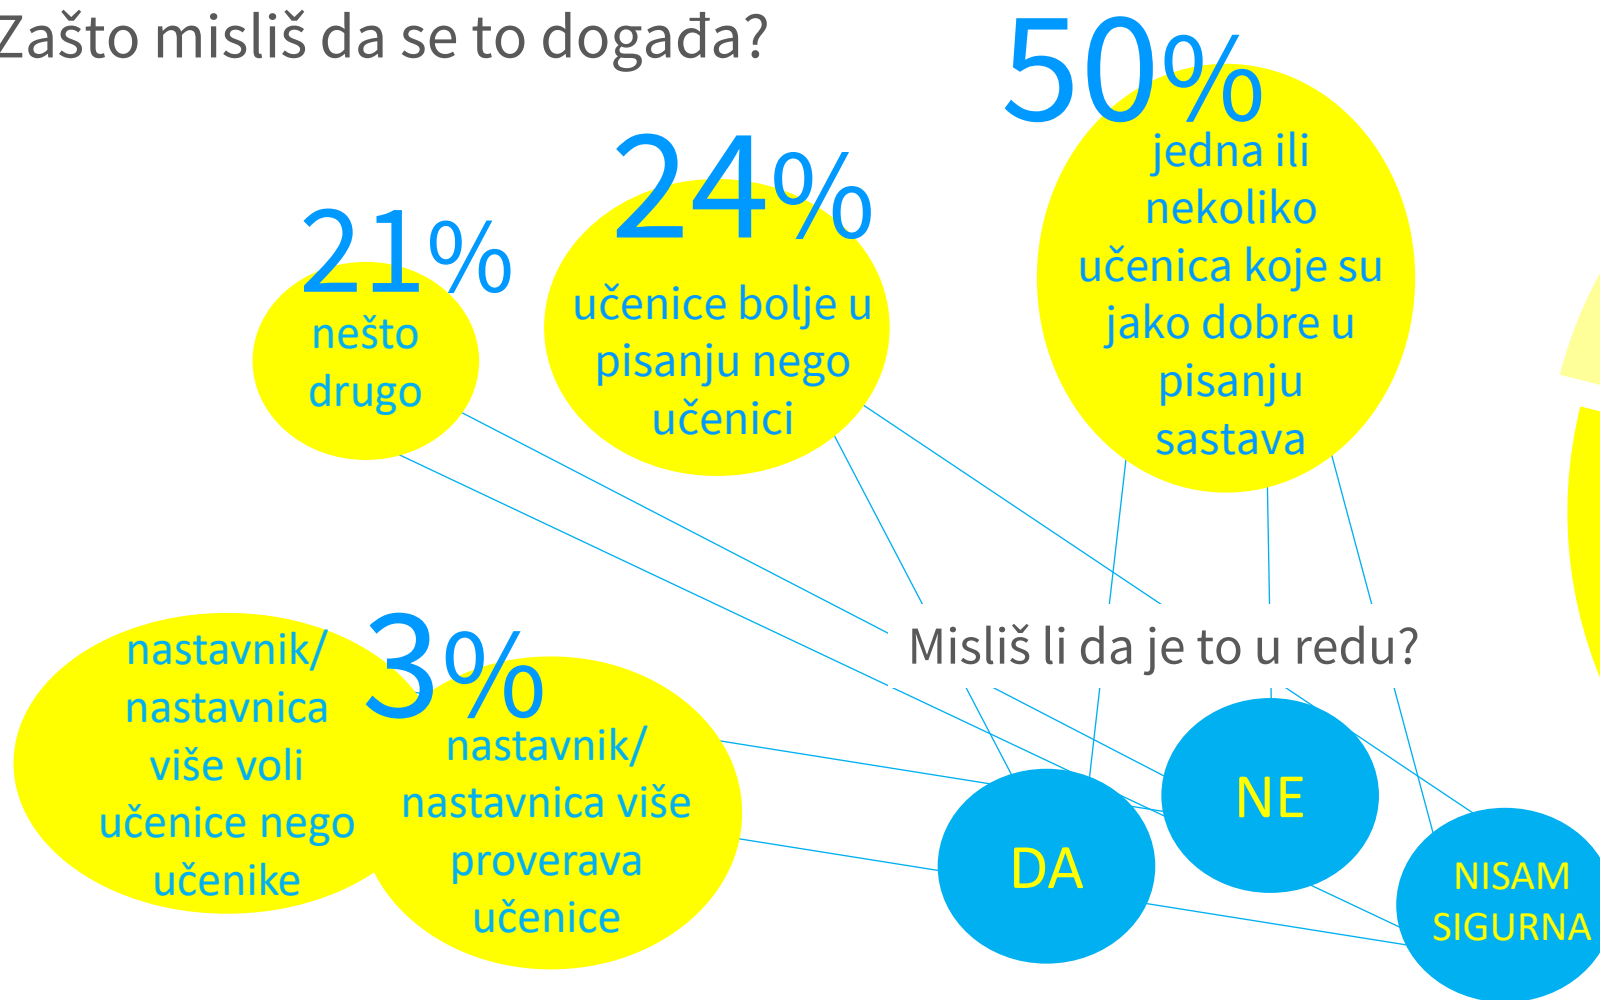 Zašto misliš da se to događa?
50%
jedna ili
nekoliko
učenica koje su
jako dobre u
pisanju
sastava
24%
učenice bolje u
pisanju nego
učenici
21%
nešto
drugo
3%
nastavnik/
nastavnica
više voli
učenice nego
učenike
nastavnik/
nastavnica više
proverava
učenice
Misliš li da je to u redu?
DA
NE
NISAM
SIGURNA